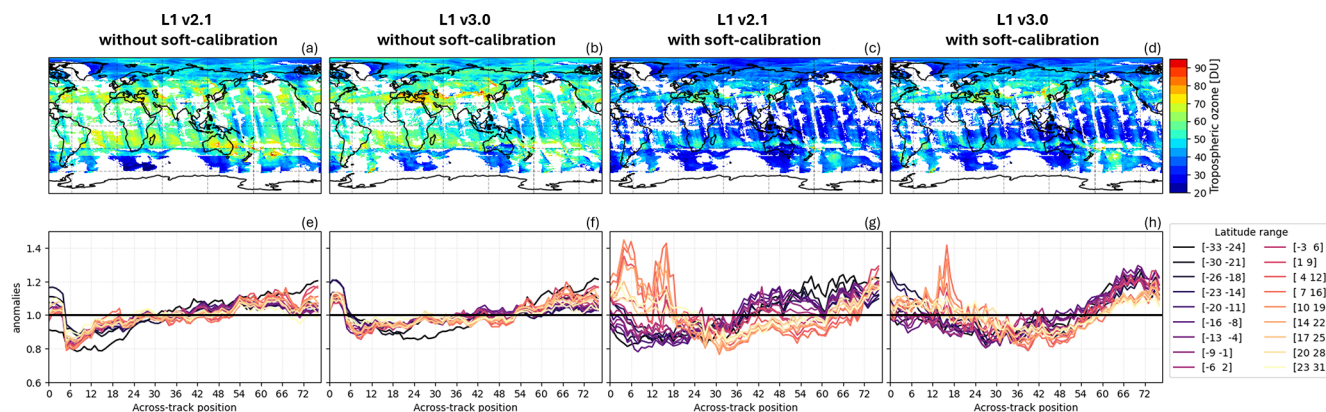 L1 v2.1
without soft-calibration
L1 v3.0
without soft-calibration
L1 v2.1
with soft-calibration
L1 v3.0
with soft-calibration
(a)
(b)
(c)
(d)
90
80
70
60
50
40
30
20
Tropospheric ozone [DU]
(e)
(f)
(g)
(h)
1.4
1.2
1.0
0.8
0.6
anomalies
0 6 12 18 24 30 36 42 48 54 60 66 72
Across-track position
0 6 12 18 24 30 36 42 48 54 60 66 72
Across-track position
0 6 12 18 24 30 36 42 48 54 60 66 72
Across-track position
0 6 12 18 24 30 36 42 48 54 60 66 72
Across-track position
Latitude range
[-33 -24]
[-30 -21]
[-26 -18]
[-23 -14]
[-20 -11]
[-16 -8]
[-13 -4]
[-9 -1]
[-6 2]
[-3 6]
[1 9]
[ 4 12]
[ 7 16]
[10 19
[14 22
[17 25
[20 28
[23 31